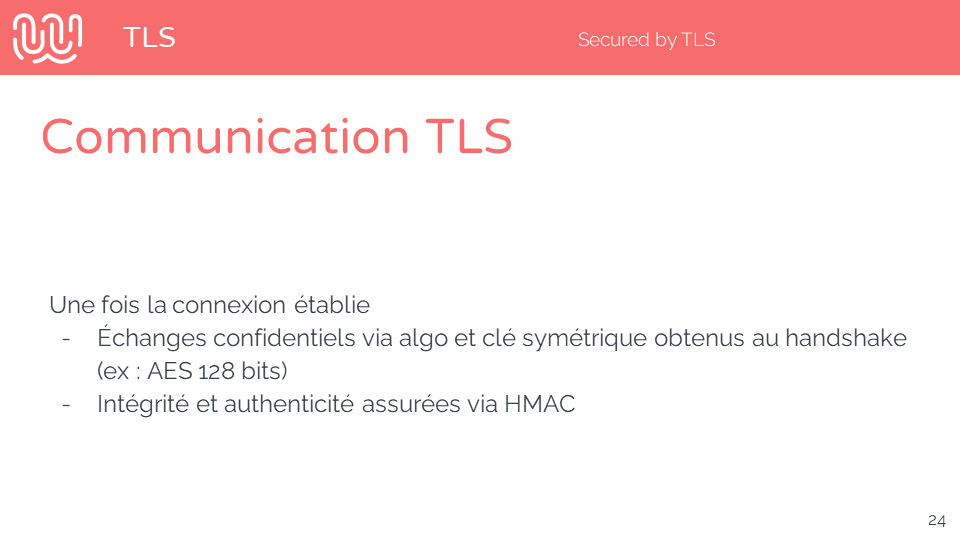 TLS
Secured by TLS
Communication TLS
Une fois la connexion établie
- Échanges confidentiels via algo et clé symétrique obtenus au handshake
(ex : AES 128 bits)
- Intégrité et authenticité assurées via HMAC
24